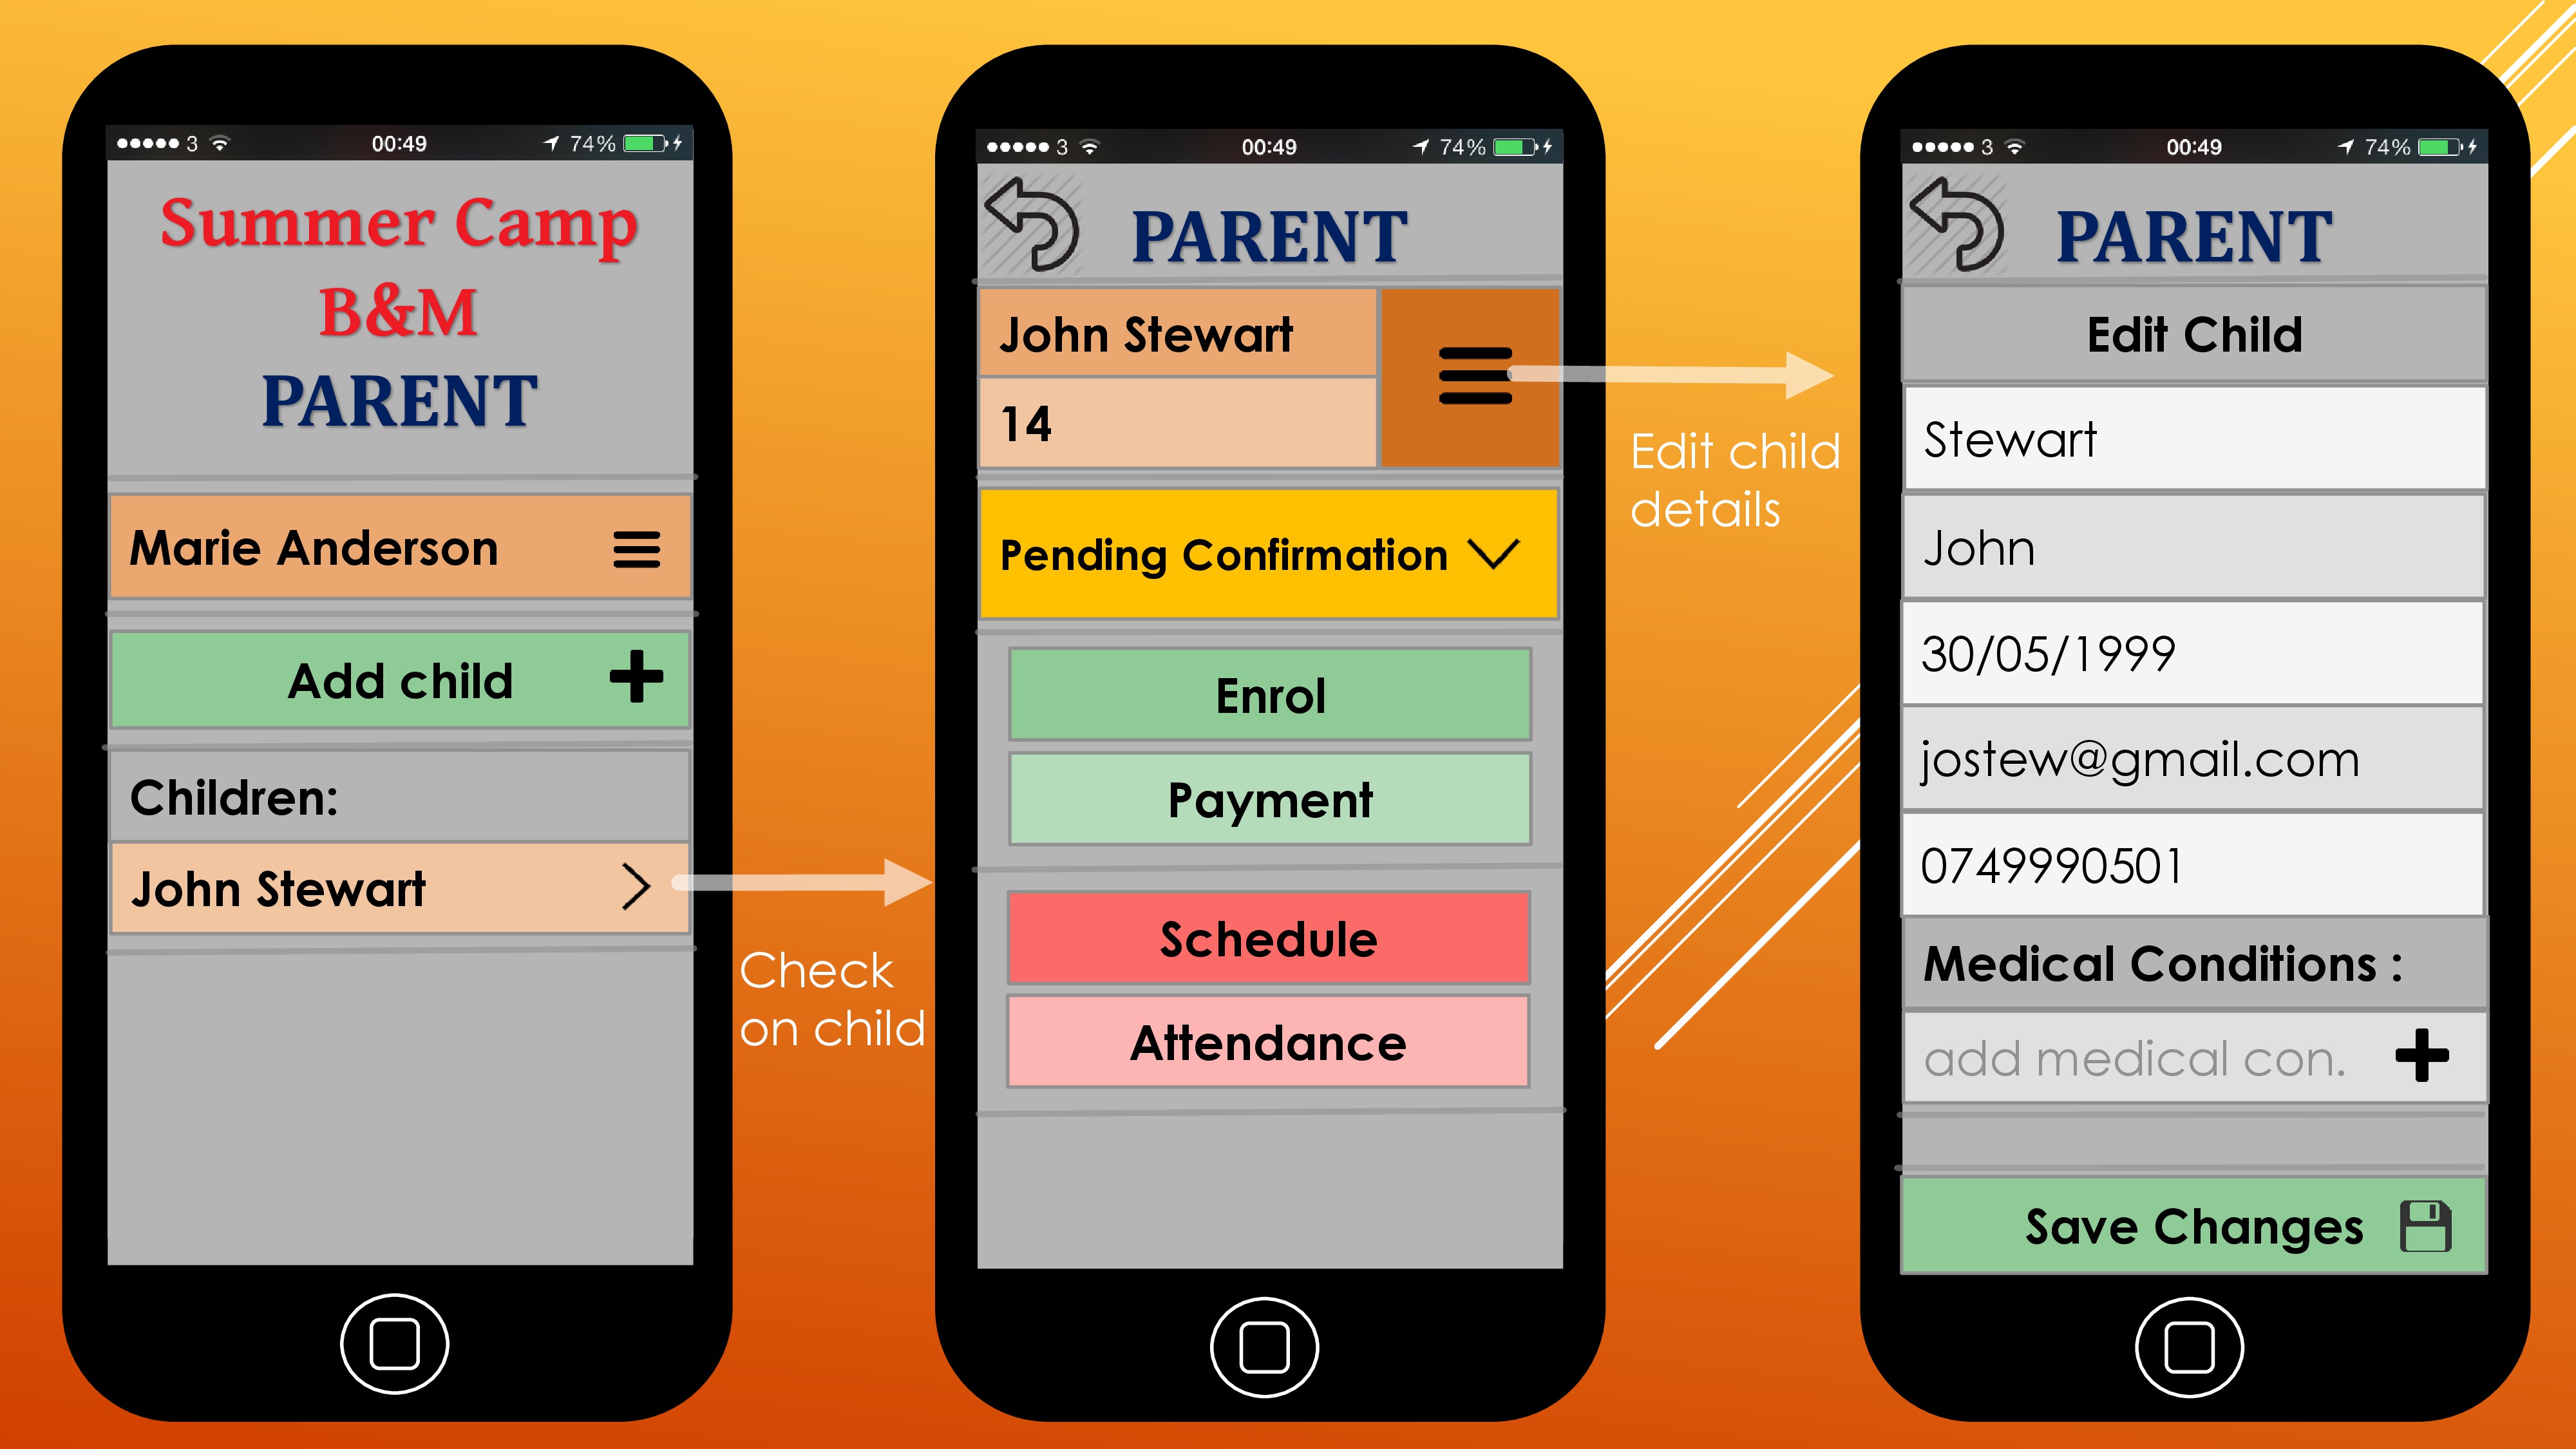 3 00:49 74%
Summer Camp
B&M
PARENT
Marie Anderson
Add child
Children:
John Stewart
Check
on child
3 00:49 74%
PARENT
John Stewart
14
Pending Confirmation
Enrol
Payment
Schedule
Attendance
Edit child
details
3 00:49 74%
PARENT
Edit Child
Stewart
John
30/05/1999
jostew@gmail.com
0749990501
Medical Conditions :
add medical con.
Save Changes